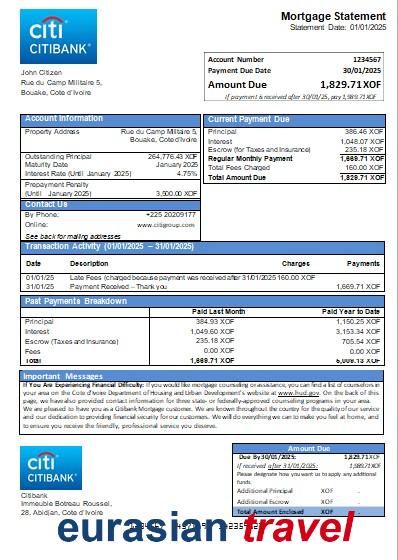 citi
CITIBANK
Mortgage Statement
Statement Date: 01/01/2025
John Citizen
Rue du Camp Militaire 5,
Bouake, Cote d'Ivoire
Account Number 1234567
Payment Due Date 30/01/2025
Amount Due 1,829.71 XOF
If payment is received after 30/01/25, pay 1,989.71XOF
Account Information
Property Address Rue du Camp Militaire 5,
Bouake, Cote d'Ivoire
Outstanding Principal 264,776.43 XOF
Maturity Date January 2025
Interest Rate (Until January 2025) 4.75%
Prepayment Penalty
(Until January 2025) 3,500.00 XOF
Contact Us
By Phone: +225 20209177
Online: www.citigroup.com
See back for mailing addresses
Current Payment Due
Principal 386.46 XOF
Interest 1,048.07 XOF
Escrow (for Taxes and Insurance) 235.18 XOF
Regular Monthly Payment 1,669.71 XOF
Total Fees Charged 160.00 XOF
Total Amount Due 1,829.71 XOF
Transaction Activity (01/01/2025 – 31/01/2025)
Date Description Charges Payments
01/01/25 Late Fees (charged because payment was received after 31/01/2025 160.00 XOF
31/01/25 Payment Received – Thank you 1,669.71 XOF
Past Payments Breakdown
Paid Last Month Paid Year to Date
Principal 384.93 XOF 1,150.25 XOF
Interest 1,049.60 XOF 3,153.34 XOF
Escrow (Taxes and Insurance) 235.18 XOF 705.54 XOF
Fees 0.00 XOF 0.00 XOF
Total 1,669.71 XOF 5,009.13 XOF
Important Messages
If You Are Experiencing Financial Difficulty: If you would like mortgage counseling or assistance, you can find a list of counselors in
your area on the Cote d'Ivoire Department of Housing and Urban Development's website at www.hud.gov. On the back of this
page, we have also provided contact information for three state- or federally-approved counseling programs in your area.
We are pleased to have you as a Citibank Mortgage customer. We are known throughout the country for the quality of our service
and our dedication to providing financial security for our customers. We will do everything we can to make you feel at home, and
to ensure you receive the friendly, professional service you deserve.
citi
CITIBANK
Citibank
Immeuble Botreau Roussel,
28, Abidjan, Cote d'Ivoire
Amount Due
Due By 30/01/2025: 1,829.71XOF
If received after 31/01/2025: 1,989.71XOF
Please designate how you want us to apply any additional
funds.
Additional Principal XOF .
Additional Escrow XOF .
Total Amount Enclosed XOF .
eurasian travel